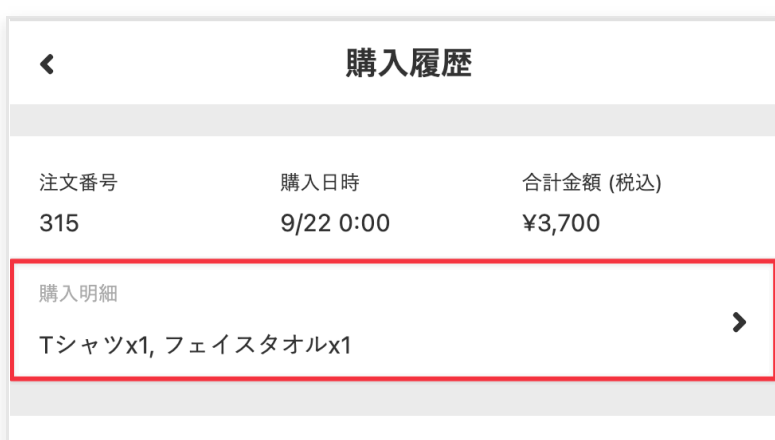 購入履歴
注文番号 購入日時 合計金額 (税込)
315 9/22 0:00 ¥3,700
購入明細
Tシャツx1, フェイスタオルx1